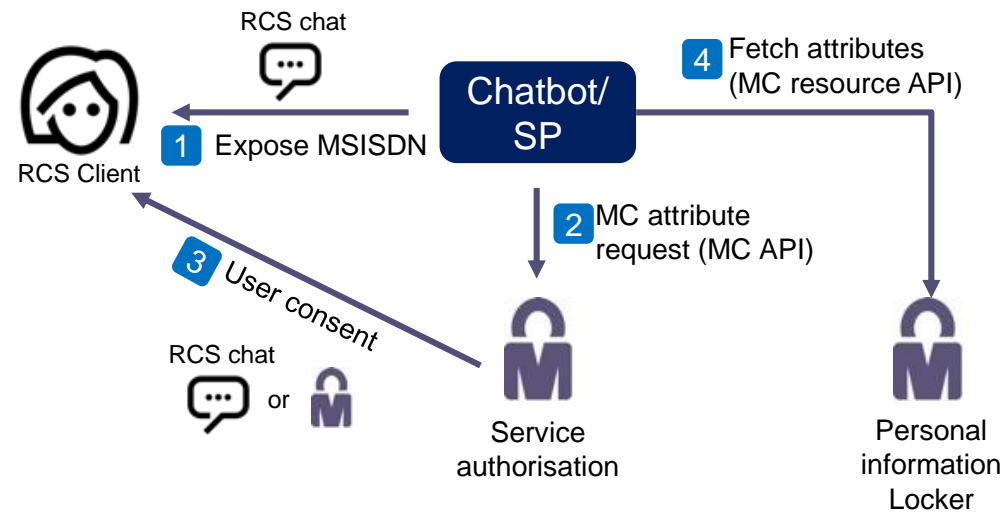 RCS chat
1 Expose MSISDN
RCS Client
Chatbot/
SP
4 Fetch attributes
(MC resource API)
2 MC attribute
request (MC API)
3 User consent
RCS chat
or
Service
authorisation
Personal
information
Locker